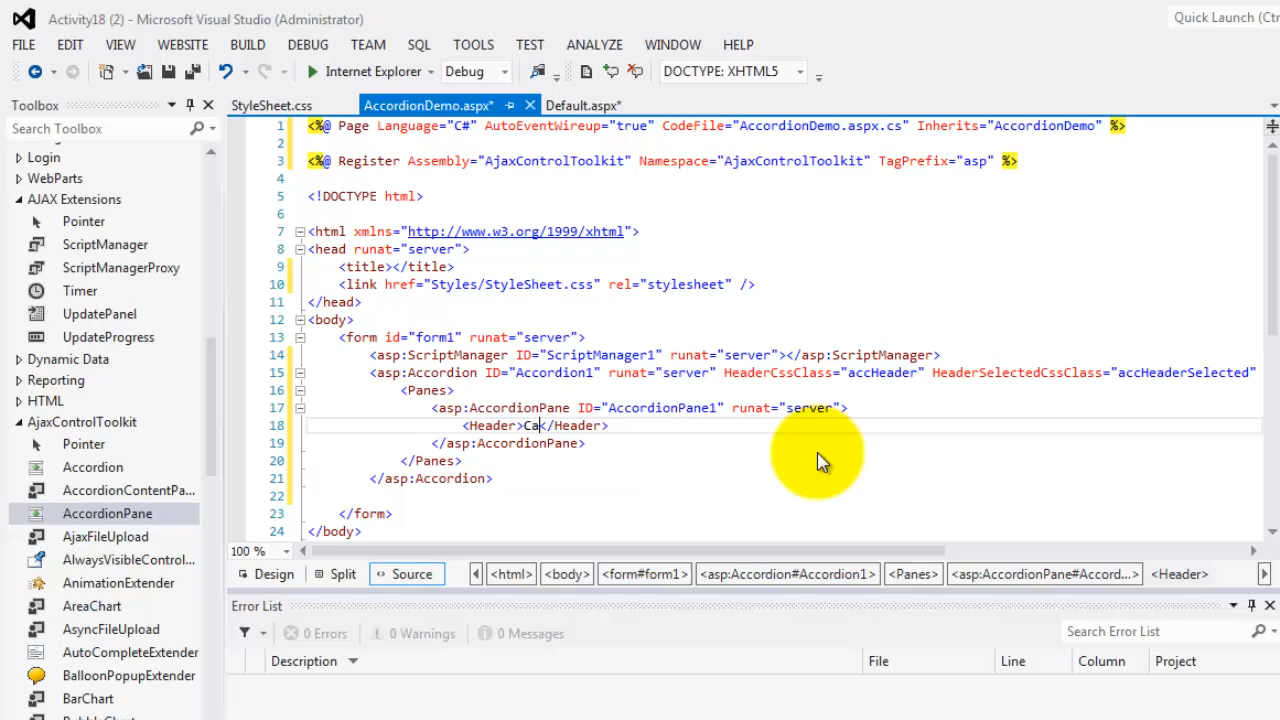 Activity18 (2) - Microsoft Visual Studio (Administrator)
Quick Launch (Ctr
FILE EDIT VIEW WEBSITE BUILD DEBUG TEAM SQL TOOLS TEST ANALYZE WINDOW HELP
Internet Explorer Debug DOCTYPE: XHTML5
Toolbox
StyleSheet.css AccordionDemo.aspx* Default.aspx*
Search Toolbox
Login
WebParts
AJAX Extensions
Pointer
ScriptManager
ScriptManagerProxy
Timer
UpdatePanel
UpdateProgress
Dynamic Data
Reporting
HTML
AjaxControlToolkit
Pointer
Accordion
AccordionContentPa...
AccordionPane
AjaxFileUpload
AlwaysVisibleControl...
AnimationExtender
AreaChart
AsyncFileUpload
AutoCompleteExtender
BalloonPopupExtender
BarChart
1 <%@ Page Language="C#" AutoEventWireup="true" CodeFile="AccordionDemo.aspx.cs" Inherits="AccordionDemo" %>
2
3 <%@ Register Assembly="AjaxControlToolkit" Namespace="AjaxControlToolkit" TagPrefix="asp" %>
4
5 <!DOCTYPE html>
6
7 <html xmlns="http://www.w3.org/1999/xhtml">
8 <head runat="server">
9 <title></title>
10 <link href="Styles/StyleSheet.css" rel="stylesheet" />
11 </head>
12 <body>
13 <form id="form1" runat="server">
14 <asp:ScriptManager ID="ScriptManager1" runat="server"></asp:ScriptManager>
15 <asp:Accordion ID="Accordion1" runat="server" HeaderCssClass="accHeader" HeaderSelectedCssClass="accHeaderSelected"
16 <Panes>
17 <asp:AccordionPane ID="AccordionPane1" runat="server">
18 <Header>Ca</Header>
19 </asp:AccordionPane>
20 </Panes>
21 </asp:Accordion>
22
23 </form>
24 </body>
100 %
Design Split Source <html> <body> <form#form1> <asp:Accordion#Accordion1> <Panes> <asp:AccordionPane#Accord...> <Header>
Error List
0 Errors 0 Warnings 0 Messages Search Error List
Description File Line Column Project